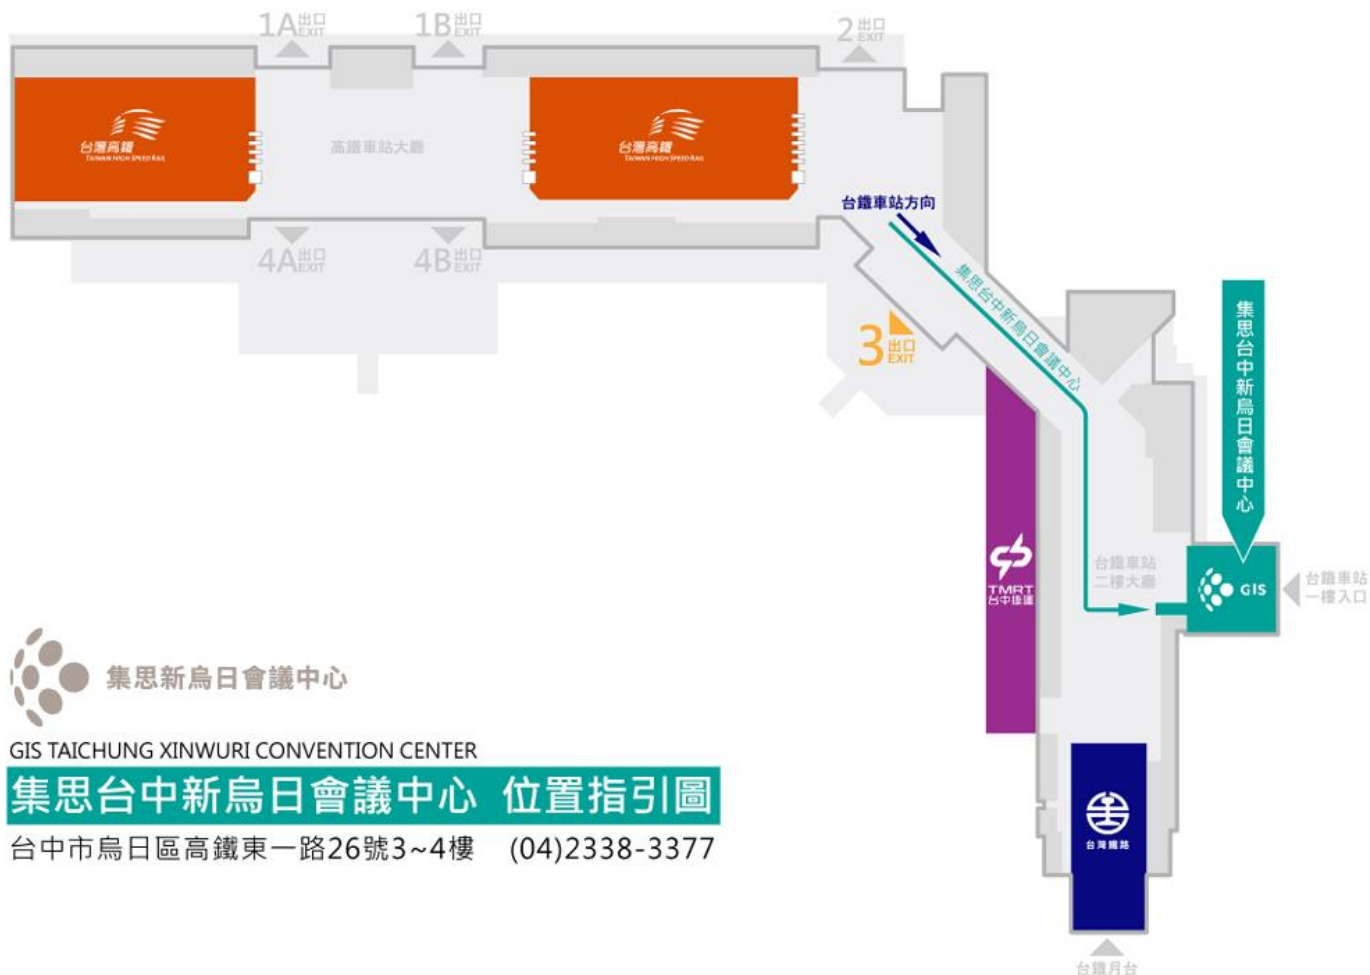 1A出口EXIT
1B出口EXIT
2出口EXIT
台灣高鐵
TAIWAN HIGH SPEED RAIL
高鐵車站大廳
台灣高鐵
TAIWAN HIGH SPEED RAIL
台鐵車站方向
4A出口EXIT
4B出口EXIT
集思台中新烏日會議中心
3出口EXIT
集思台中新烏日會議中心
TMRT
台中捷運
台鐵車站
二樓大廳
GIS
台鐵車站
一樓入口
集思新烏日會議中心
GIS TAICHUNG XINWURI CONVENTION CENTER
集思台中新烏日會議中心 位置指引圖
台中市烏日區高鐵東一路26號3~4樓 (04)2338-3377
台灣鐵路
台鐵月台